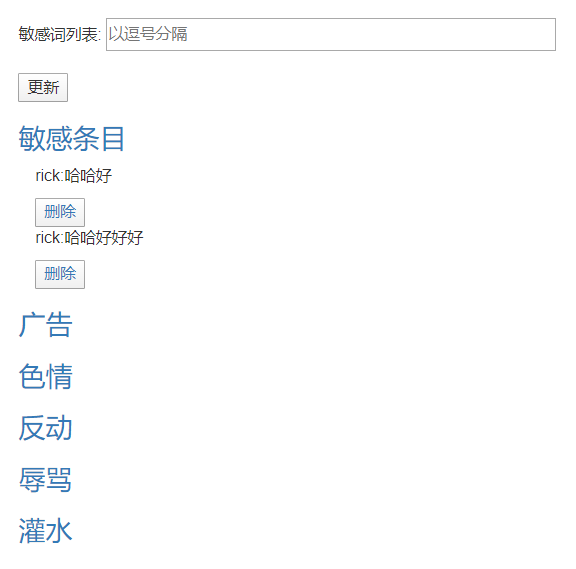 敏感词列表: 以逗号分隔
更新
敏感条目
rick:哈哈好
删除
rick:哈哈好好好
删除
广告
色情
反动
辱骂
灌水